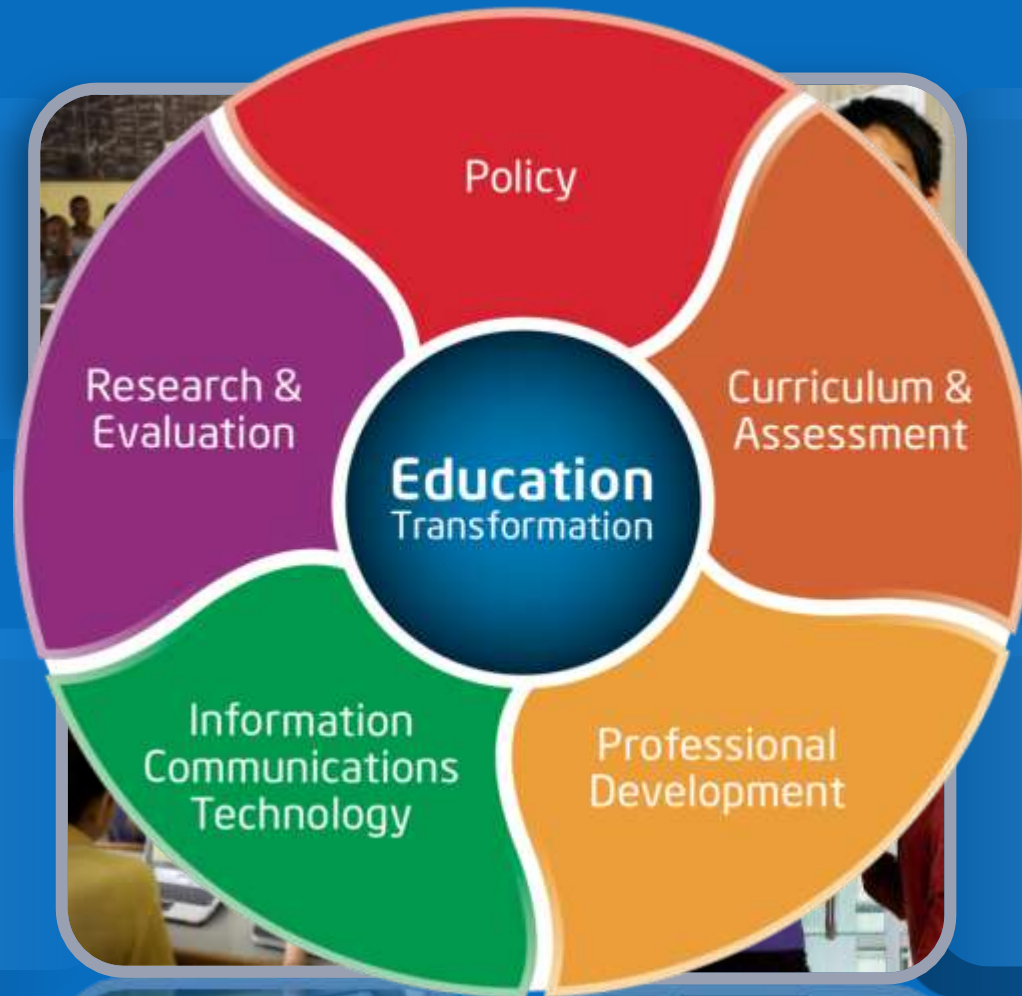 Policy
Curriculum &
Assessment
Professional
Development
Information
Communications
Technology
Research &
Evaluation
Education
Transformation